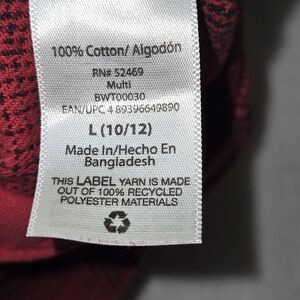 100% Cotton/ Algodón
RN# 52469
Multi
BWT00030
EAN/UPC 4 89396649890
L (10/12)
Made In/Hecho En
Bangladesh
THIS LABEL YARN IS MADE
OUT OF 100% RECYCLED
POLYESTER MATERIALS